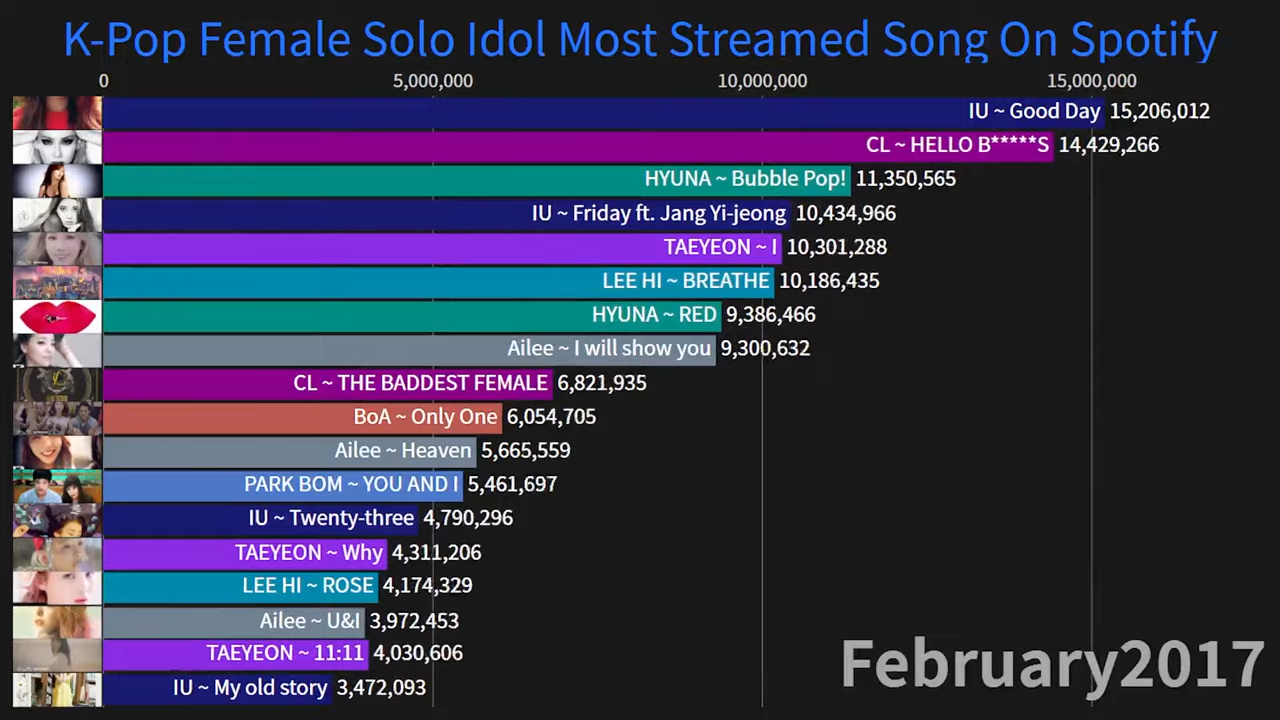 K-Pop Female Solo Idol Most Streamed Song On Spotify
0 5,000,000 10,000,000 15,000,000
IU ~ Good Day 15,206,012
CL ~ HELLO B*****S 14,429,266
HYUNA ~ Bubble Pop! 11,350,565
IU ~ Friday ft. Jang Yi-jeong 10,434,966
TAEYEON ~ I 10,301,288
LEE HI ~ BREATHE 10,186,435
HYUNA ~ RED 9,386,466
Ailee ~ I will show you 9,300,632
CL ~ THE BADDEST FEMALE 6,821,935
BoA ~ Only One 6,054,705
Ailee ~ Heaven 5,665,559
PARK BOM ~ YOU AND I 5,461,697
IU ~ Twenty-three 4,790,296
TAEYEON ~ Why 4,311,206
LEE HI ~ ROSE 4,174,329
Ailee ~ U&I 3,972,453
TAEYEON ~ 11:11 4,030,606
IU ~ My old story 3,472,093
February2017